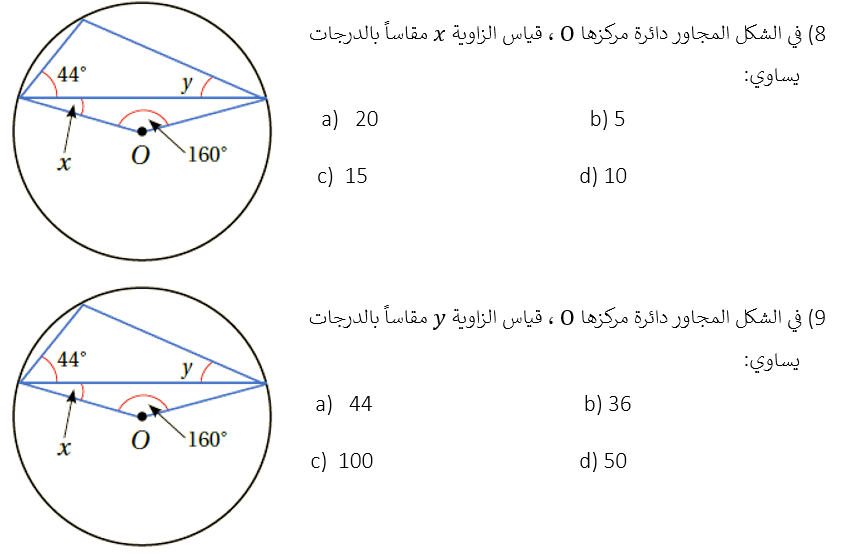 8) في الشكل المجاور دائرة مركزها O ، قياس الزاوية x مقاساً بالدرجات
يساوي:
a) 20 b) 5
c) 15 d) 10
44°
y
x
O
160°
9) في الشكل المجاور دائرة مركزها O ، قياس الزاوية y مقاساً بالدرجات
يساوي:
a) 44 b) 36
c) 100 d) 50
44°
y
x
O
160°